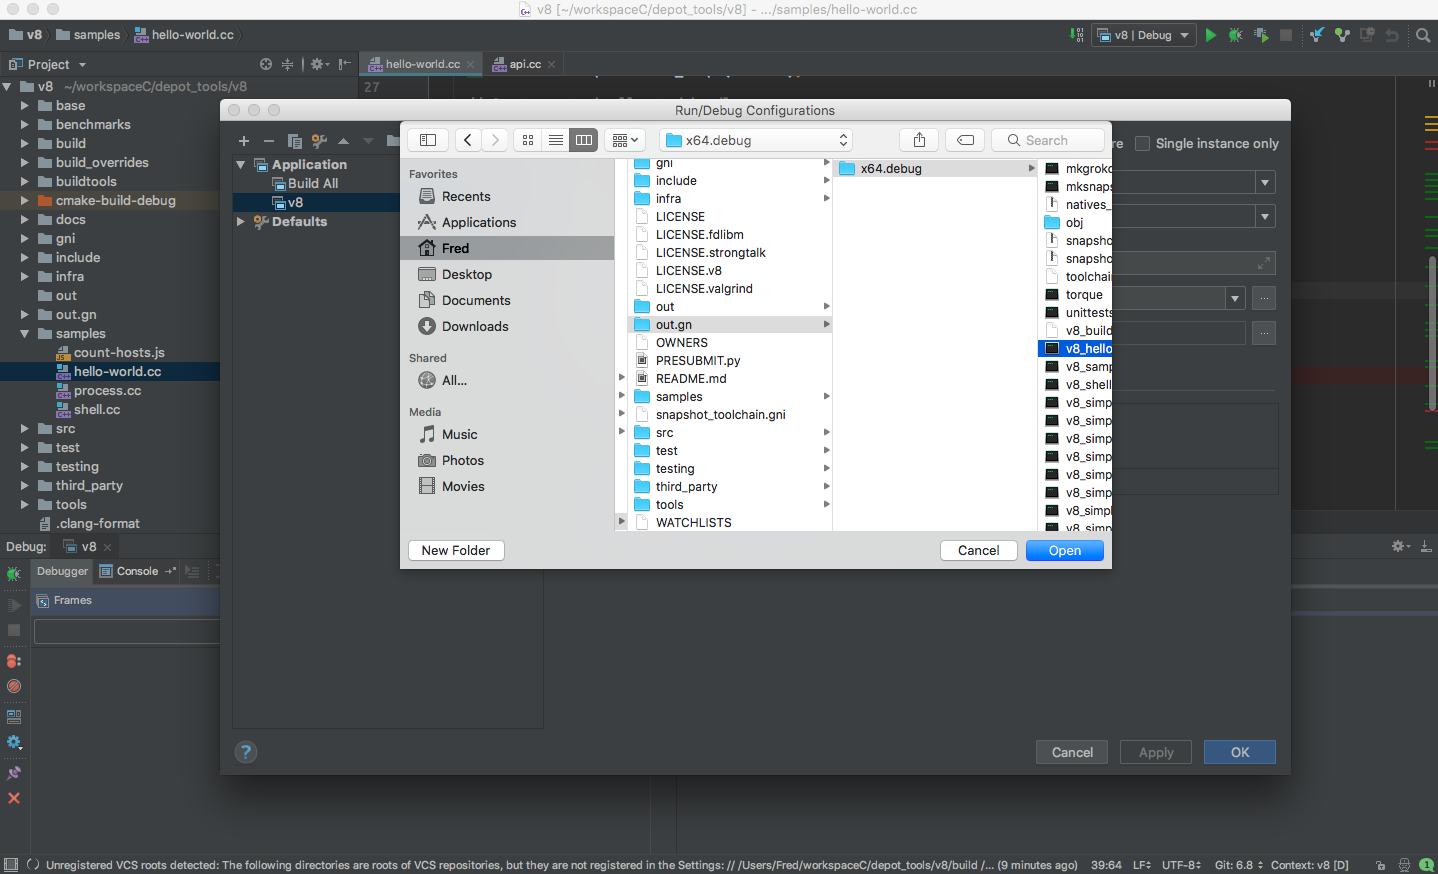 v8 [~/workspaceC/depot_tools/v8] - .../samples/hello-world.cc
v8 samples hello-world.cc
v8 | Debug
Project
hello-world.cc
api.cc
v8 ~/workspaceC/depot_tools/v8
base
benchmarks
build
build_overrides
buildtools
cmake-build-debug
docs
gni
include
infra
out
out.gn
samples
count-hosts.js
hello-world.cc
process.cc
shell.cc
src
test
testing
third_party
tools
.clang-format
27
Run/Debug Configurations
Application
Build All
v8
Defaults
Single instance only
x64.debug
Search
Favorites
Recents
Applications
Fred
Desktop
Documents
Downloads
Shared
All...
Media
Music
Photos
Movies
gni
include
infra
LICENSE
LICENSE.fdlibm
LICENSE.strongtalk
LICENSE.v8
LICENSE.valgrind
out
out.gn
OWNERS
PRESUBMIT.py
README.md
samples
snapshot_toolchain.gni
src
test
testing
third_party
tools
WATCHLISTS
x64.debug
mkgrokd
mksnaps
natives_
obj
snapsho
snapsho
toolchai
torque
unittests
v8_build
v8_hello
v8_samp
v8_shell
v8_simp
v8_simp
v8_simp
v8_simp
v8_simp
v8_simp
v8_simpl
v8_simp
New Folder
Cancel
Open
Cancel
Apply
OK
Debug: v8
Debugger
Console
Frames
Unregistered VCS roots detected: The following directories are roots of VCS repositories, but they are not registered in the Settings: // /Users/Fred/workspaceC/depot_tools/v8/build /... (9 minutes ago)
39:64 LF UTF-8 Git: 6.8 Context: v8 [D]
1